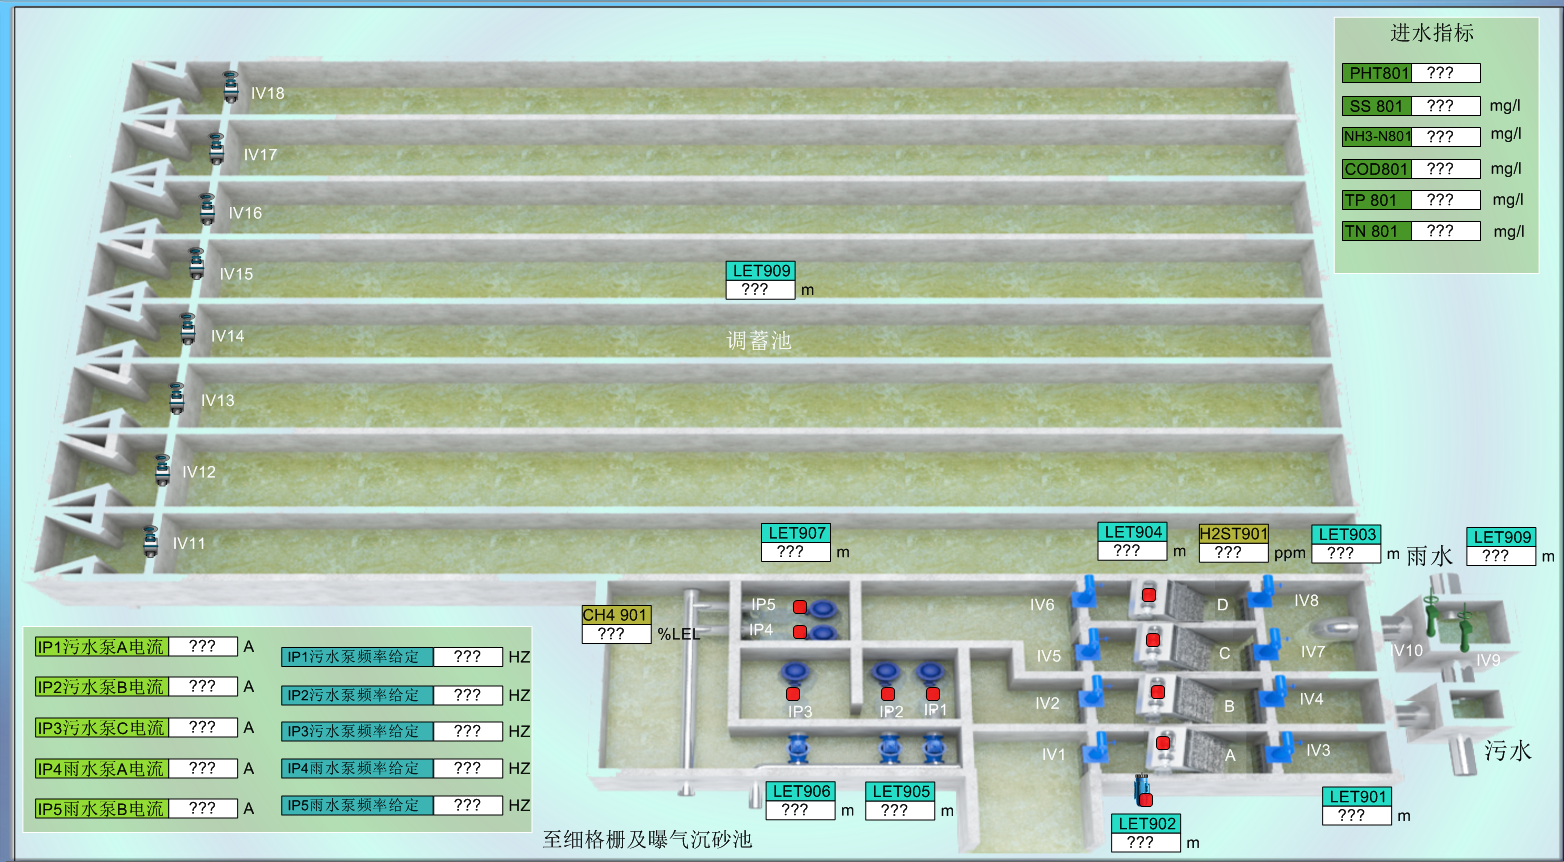 进水指标
PHT801 ???
SS 801 ??? mg/l
NH3-N801 ??? mg/l
COD801 ??? mg/l
TP 801 ??? mg/l
TN 801 ??? mg/l
IV18
IV17
IV16
IV15
LET909
??? m
IV14
调蓄池
IV13
IV12
IV11
LET907
??? m
LET904
??? m
H2ST901
??? ppm
LET903
??? m
雨水
LET909
??? m
CH4 901
??? %LEL
IP5
IP4
IP3
IP2
IP1
IV6
D
IV8
IV5
C
IV7
IV10
IV9
IV2
B
IV4
IV1
A
IV3
污水
IP1污水泵A电流 ??? A
IP2污水泵B电流 ??? A
IP3污水泵C电流 ??? A
IP4雨水泵A电流 ??? A
IP5雨水泵B电流 ??? A
IP1污水泵频率给定 ??? HZ
IP2污水泵频率给定 ??? HZ
IP3污水泵频率给定 ??? HZ
IP4雨水泵频率给定 ??? HZ
IP5雨水泵频率给定 ??? HZ
LET906
??? m
LET905
??? m
LET901
??? m
LET902
??? m
至细格栅及曝气沉砂池